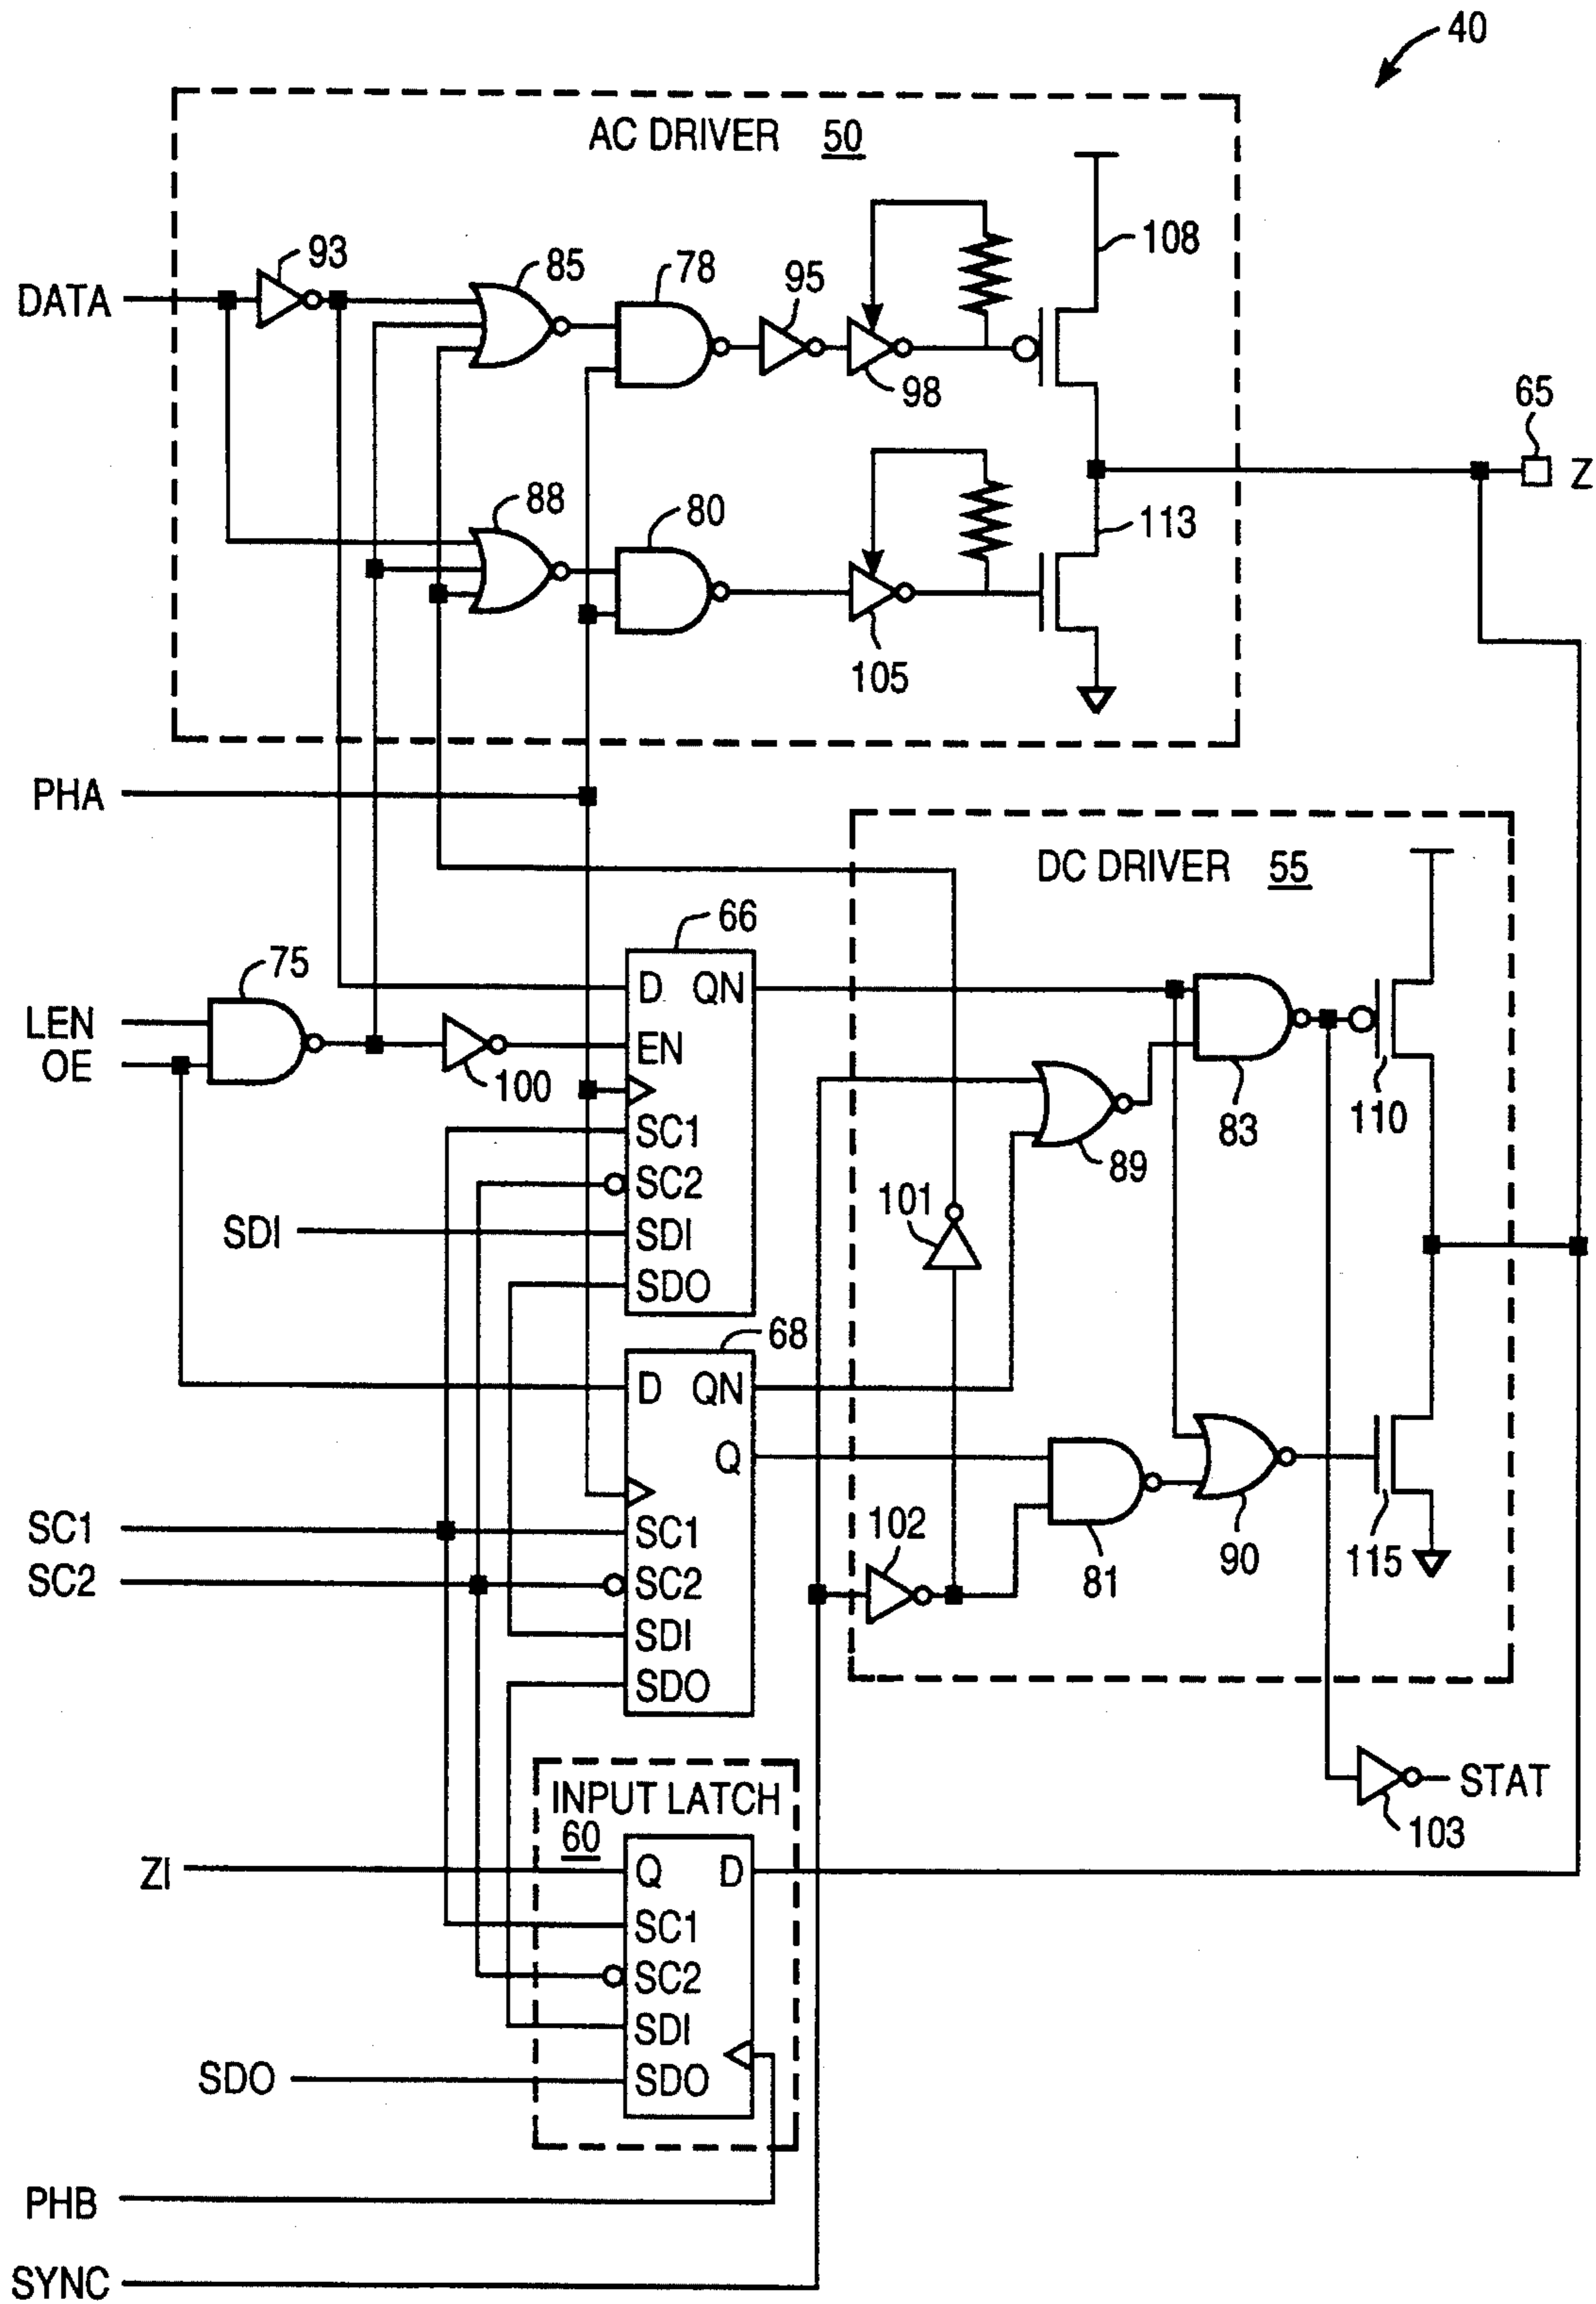 40
AC DRIVER 50
108
93
85
78
95
DATA
98
65
Z
88
80
113
105
PHA
DC DRIVER 55
66
75
D QN
LEN
OE
EN
100
SC1
SC2
SDI
SDI
SDO
89
83
110
101
68
D QN
Q
SC1
SC2
SC1
SC2
SDI
SDO
102
81
90
115
INPUT LATCH
60
STAT
103
ZI
Q D
SC1
SC2
SDI
SDO
SDO
PHB
SYNC